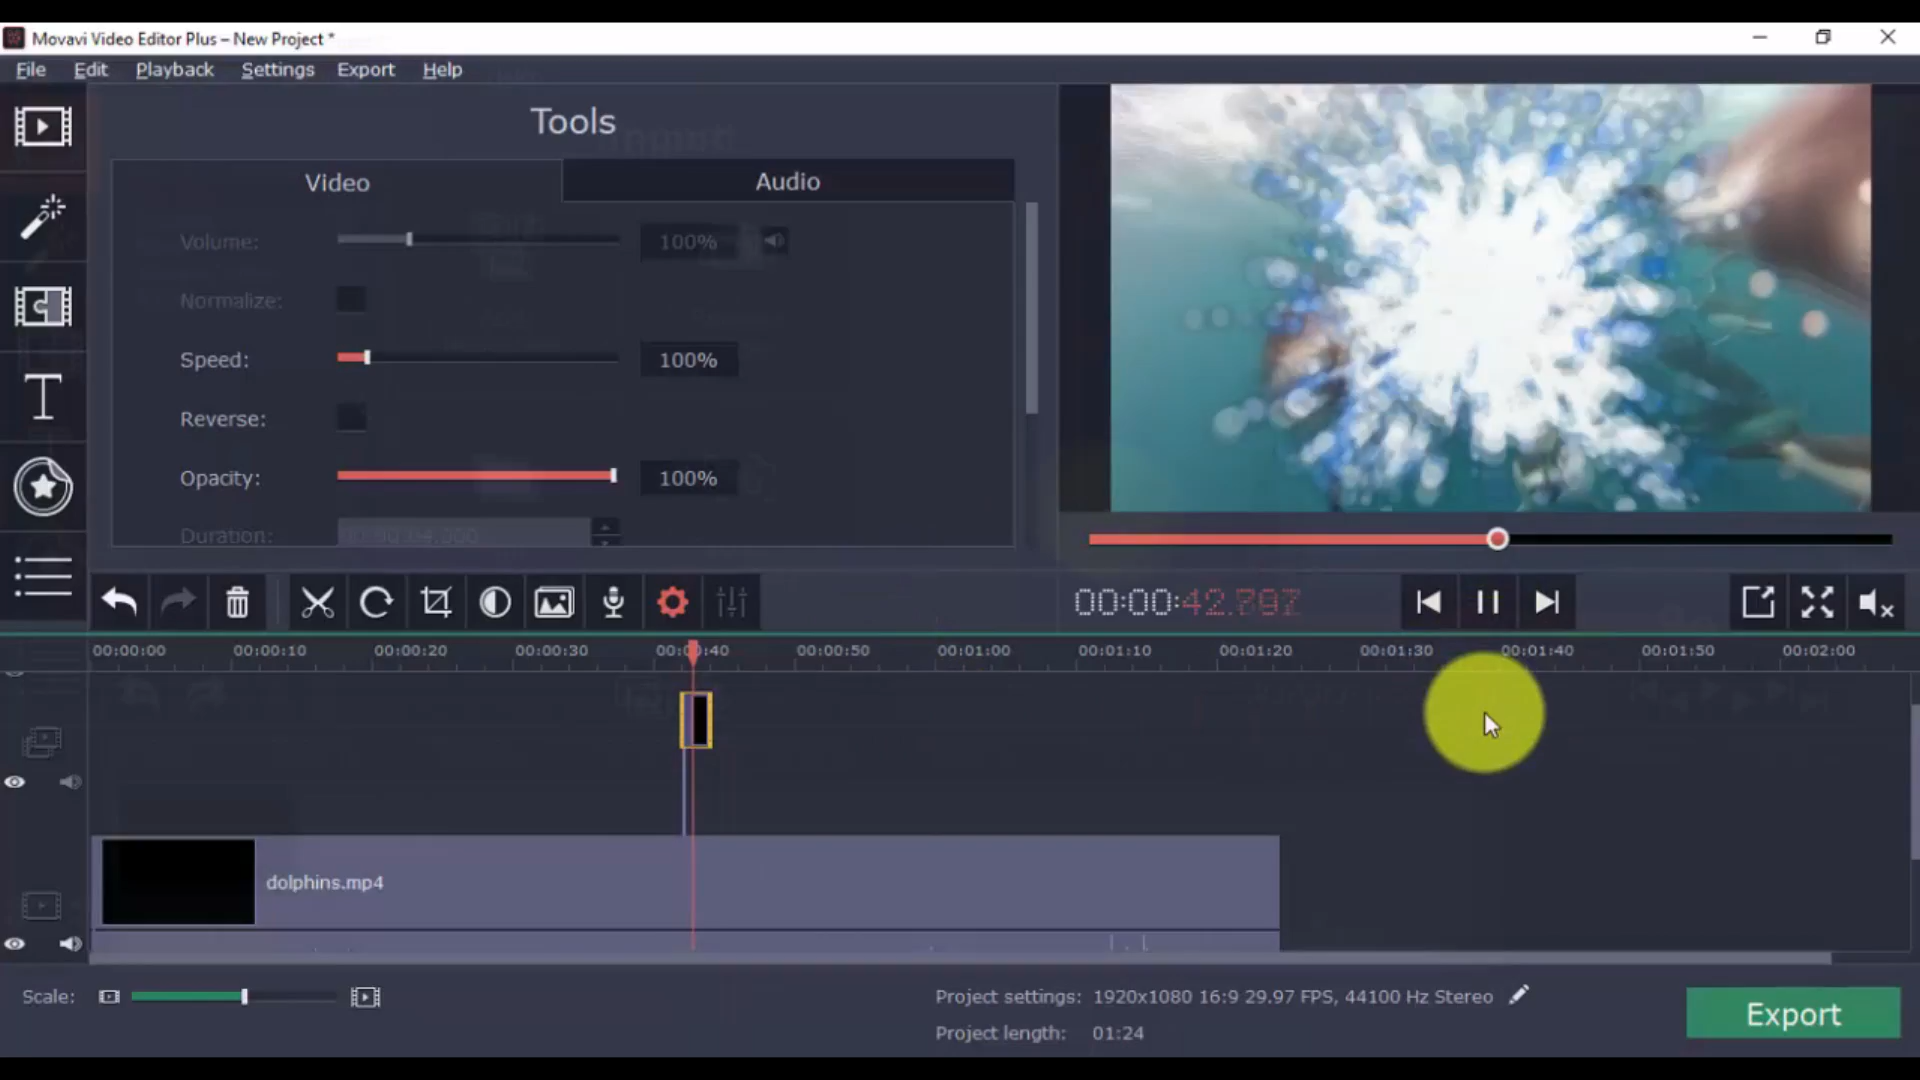 Movavi Video Editor Plus – New Project *
File Edit Playback Settings Export Help
Tools
Video Audio
Volume: 100%
Normalize:
Speed: 100%
Reverse:
Opacity: 100%
Duration:
00:00:42.797
00:00:00 00:00:10 00:00:20 00:00:30 00:00:40 00:00:50 00:01:00 00:01:10 00:01:20 00:01:30 00:01:40 00:01:50 00:02:00
dolphins.mp4
Scale:
Project settings: 1920x1080 16:9 29.97 FPS, 44100 Hz Stereo
Project length: 01:24
Export